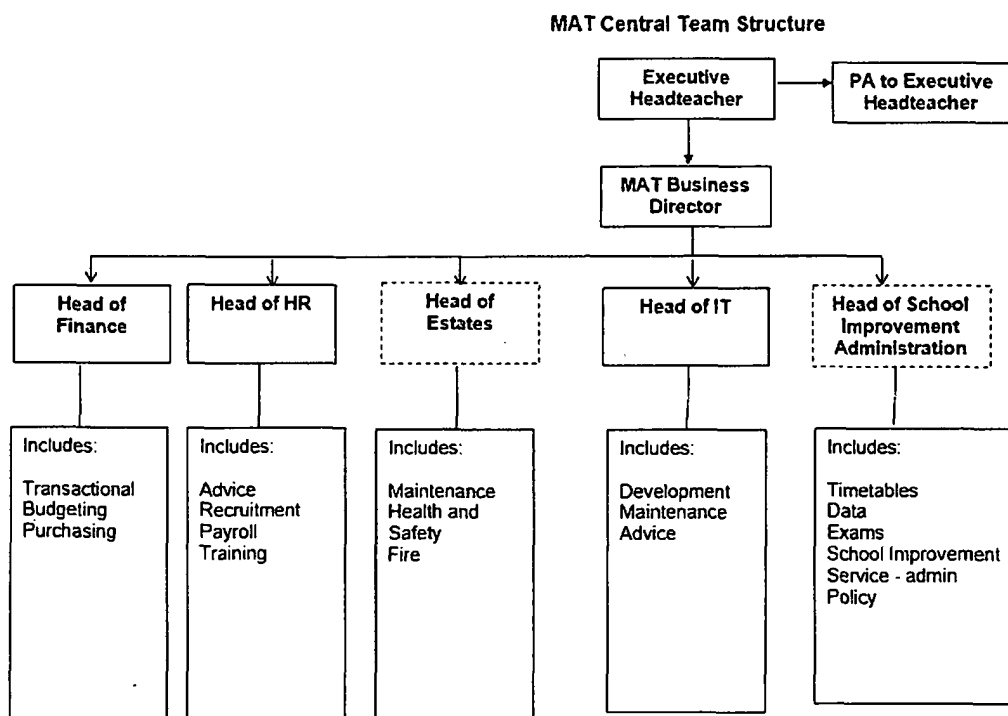 MAT Central Team Structure
Executive
Headteacher
PA to Executive
Headteacher
MAT Business
Director
Head of
Finance
Head of HR
Head of
Estates
Head of IT
Head of School
Improvement
Administration
Includes:
Transactional
Budgeting
Purchasing
Includes:
Advice
Recruitment
Payroll
Training
Includes:
Maintenance
Health and
Safety
Fire
Includes:
Development
Maintenance
Advice
Includes:
Timetables
Data
Exams
School Improvement
Service - admin
Policy